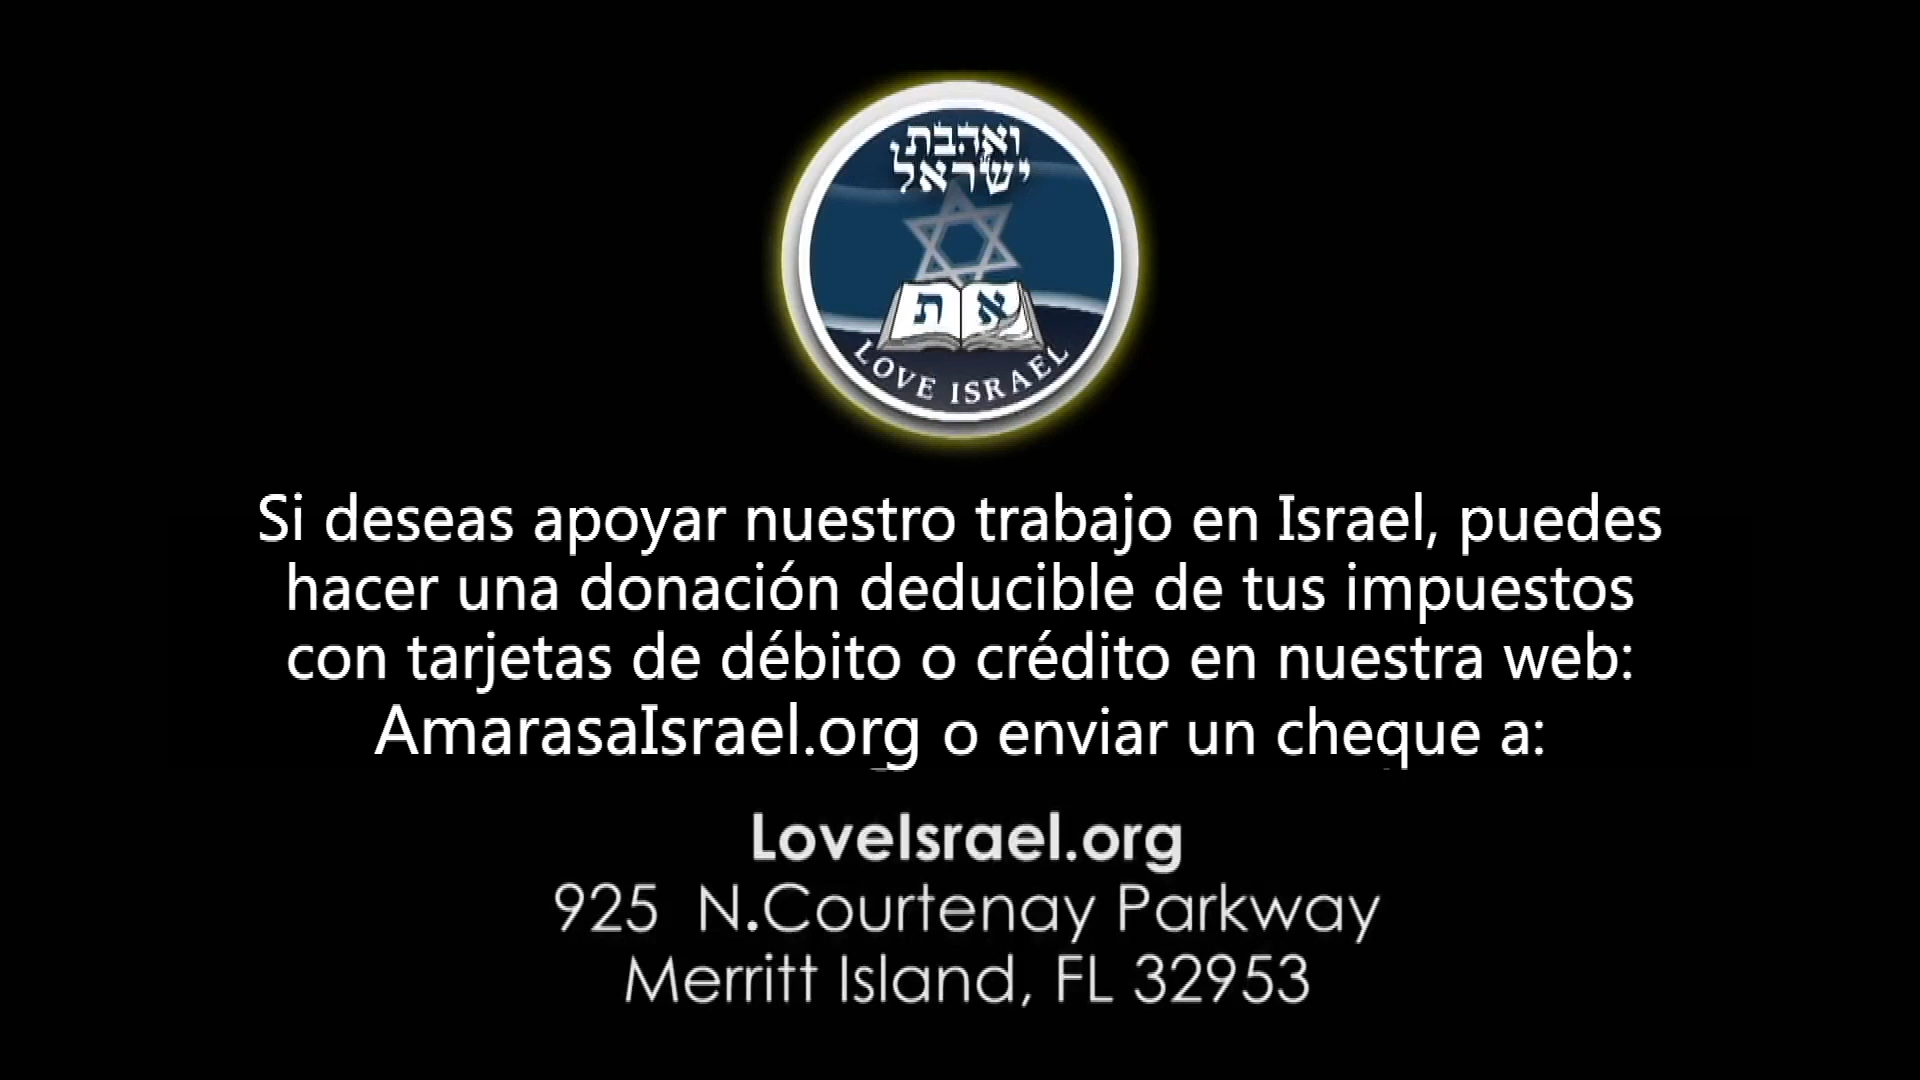 ואהבת
ישראל
ת א
LOVE ISRAEL
Si deseas apoyar nuestro trabajo en Israel, puedes
hacer una donación deducible de tus impuestos
con tarjetas de débito o crédito en nuestra web:
AmarasaIsrael.org o enviar un cheque a:
LoveIsrael.org
925 N.Courtenay Parkway
Merritt Island, FL 32953